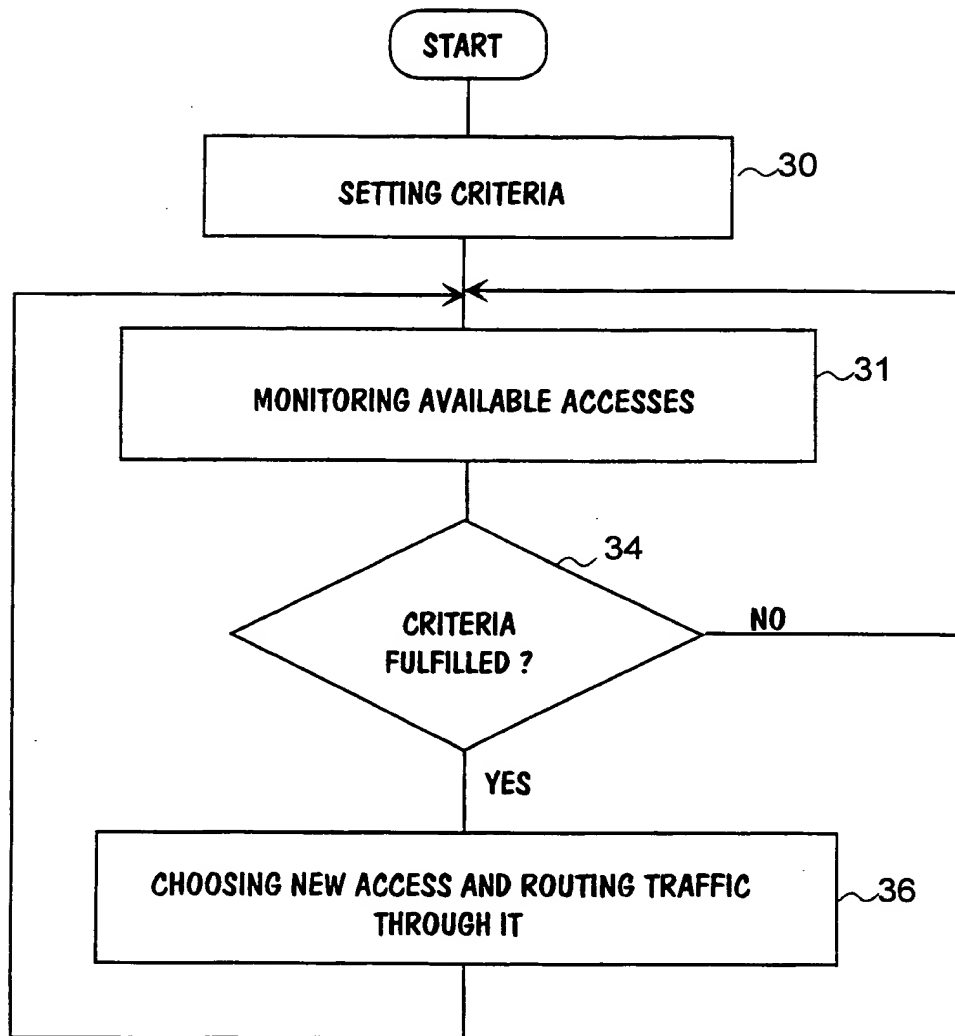 START
SETTING CRITERIA
30
MONITORING AVAILABLE ACCESSES
31
34
CRITERIA
FULFILLED ?
NO
YES
CHOOSING NEW ACCESS AND ROUTING TRAFFIC
THROUGH IT
36